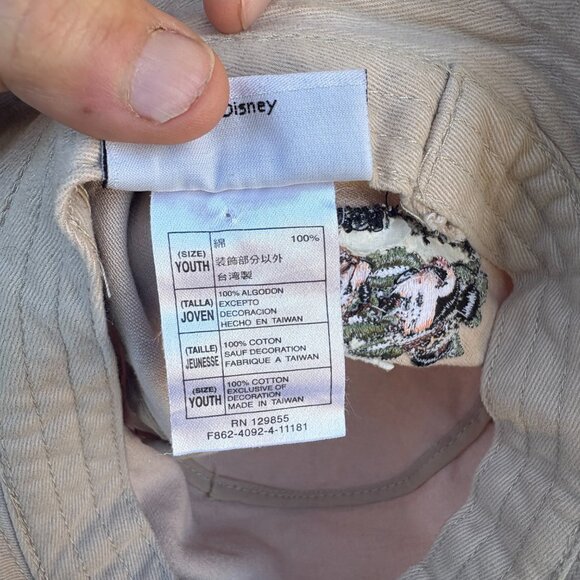 Disney
(SIZE) 綿 100%
YOUTH 装飾部分以外
台湾製
(TALLA) 100% ALGODON
JOVEN EXCEPTO
DECORACION
HECHO EN TAIWAN
(TAILLE) 100% COTON
JEUNESSE SAUF DECORATION
FABRIQUE A TAIWAN
(SIZE) 100% COTTON
YOUTH EXCLUSIVE OF
DECORATION
MADE IN TAIWAN
RN 129855
F862-4092-4-11181